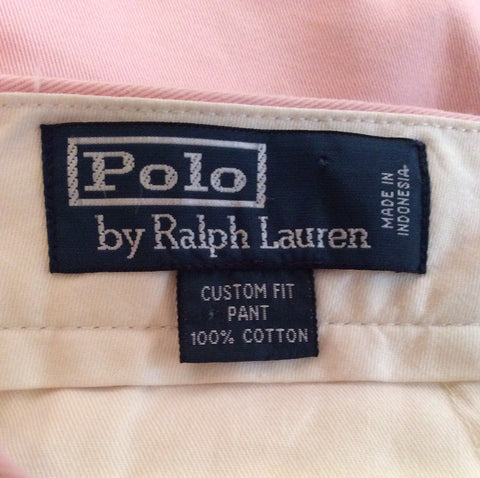 Polo
by Ralph Lauren
MADE IN
INDONESIA
CUSTOM FIT
PANT
100% COTTON